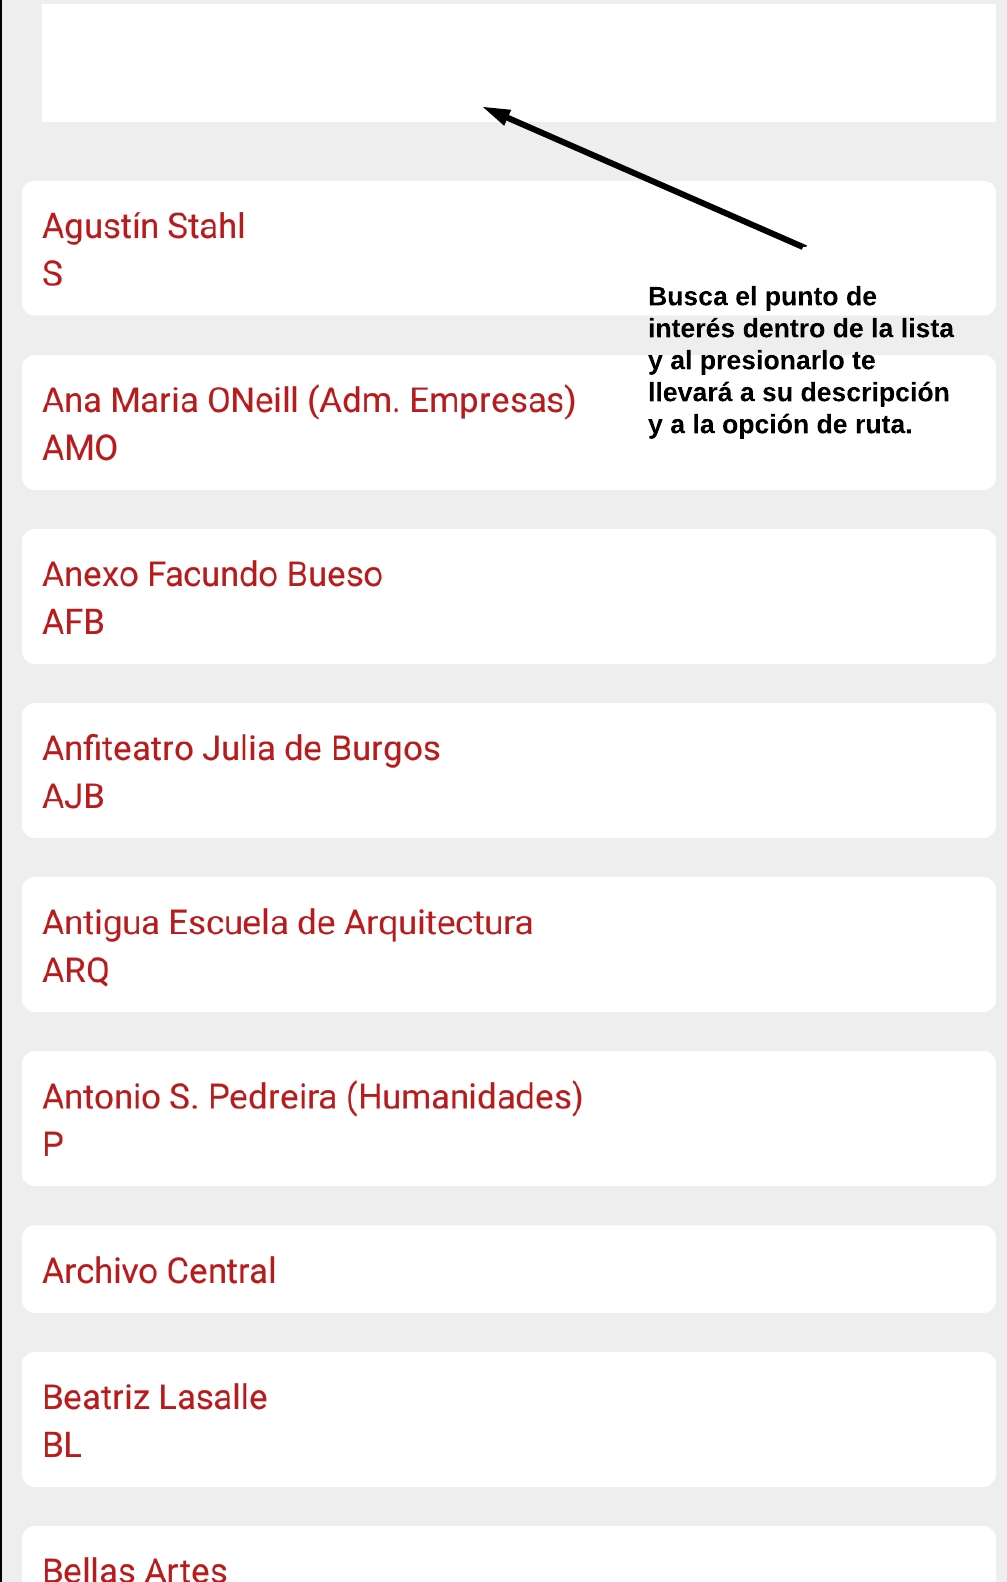 Agustín Stahl
S
Busca el punto de
interés dentro de la lista
y al presionarlo te
llevará a su descripción
y a la opción de ruta.
Ana Maria ONeill (Adm. Empresas)
AMO
Anexo Facundo Bueso
AFB
Anfiteatro Julia de Burgos
AJB
Antigua Escuela de Arquitectura
ARQ
Antonio S. Pedreira (Humanidades)
P
Archivo Central
Beatriz Lasalle
BL
Bellas Artes